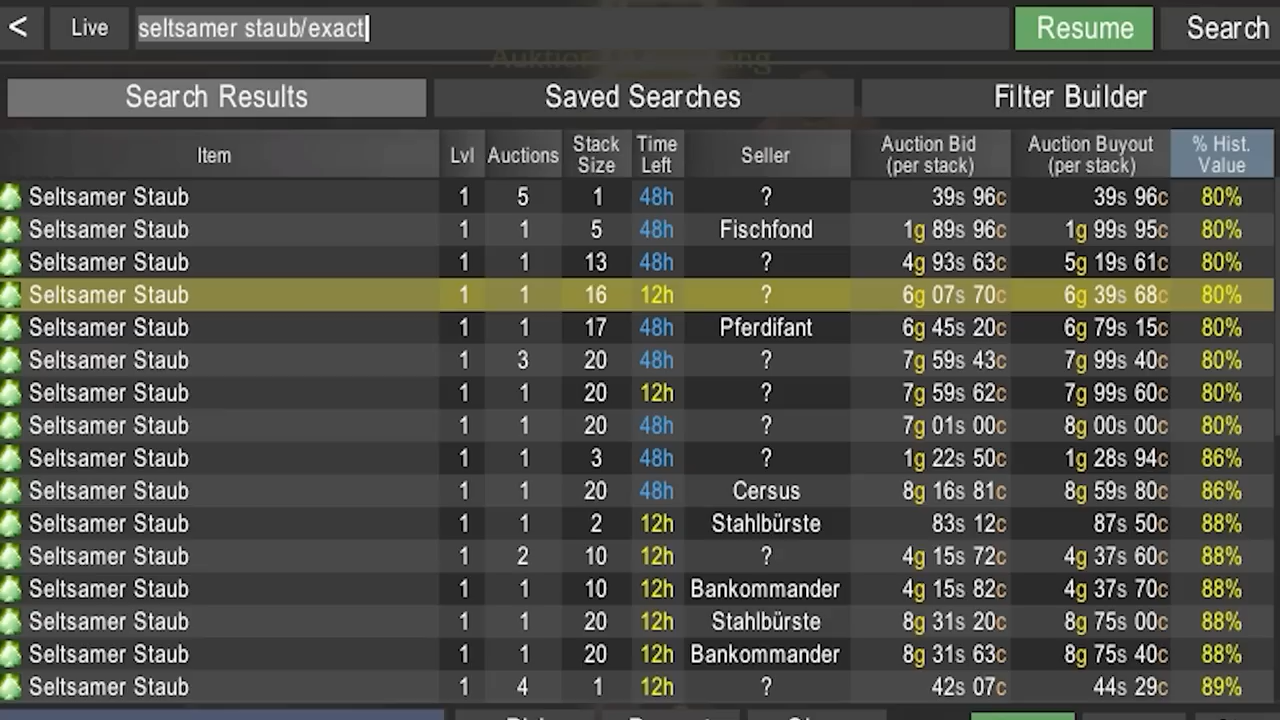 < Live seltsamer staub/exact Resume Search
Search Results Saved Searches Filter Builder
Item Lvl Auctions Stack Size Time Left Seller Auction Bid (per stack) Auction Buyout (per stack) % Hist. Value
Seltsamer Staub 1 5 1 48h ? 39s 96c 39s 96c 80%
Seltsamer Staub 1 1 5 48h Fischfond 1g 89s 96c 1g 99s 95c 80%
Seltsamer Staub 1 1 13 48h ? 4g 93s 63c 5g 19s 61c 80%
Seltsamer Staub 1 1 16 12h ? 6g 07s 70c 6g 39s 68c 80%
Seltsamer Staub 1 1 17 48h Pferdifant 6g 45s 20c 6g 79s 15c 80%
Seltsamer Staub 1 3 20 48h ? 7g 59s 43c 7g 99s 40c 80%
Seltsamer Staub 1 1 20 12h ? 7g 59s 62c 7g 99s 60c 80%
Seltsamer Staub 1 1 20 48h ? 7g 01s 00c 8g 00s 00c 80%
Seltsamer Staub 1 1 3 48h ? 1g 22s 50c 1g 28s 94c 86%
Seltsamer Staub 1 1 20 48h Cersus 8g 16s 81c 8g 59s 80c 86%
Seltsamer Staub 1 1 2 12h Stahlbürste 83s 12c 87s 50c 88%
Seltsamer Staub 1 2 10 12h ? 4g 15s 72c 4g 37s 60c 88%
Seltsamer Staub 1 1 10 12h Bankommander 4g 15s 82c 4g 37s 70c 88%
Seltsamer Staub 1 1 20 12h Stahlbürste 8g 31s 20c 8g 75s 00c 88%
Seltsamer Staub 1 1 20 12h Bankommander 8g 31s 63c 8g 75s 40c 88%
Seltsamer Staub 1 4 1 12h ? 42s 07c 44s 29c 89%